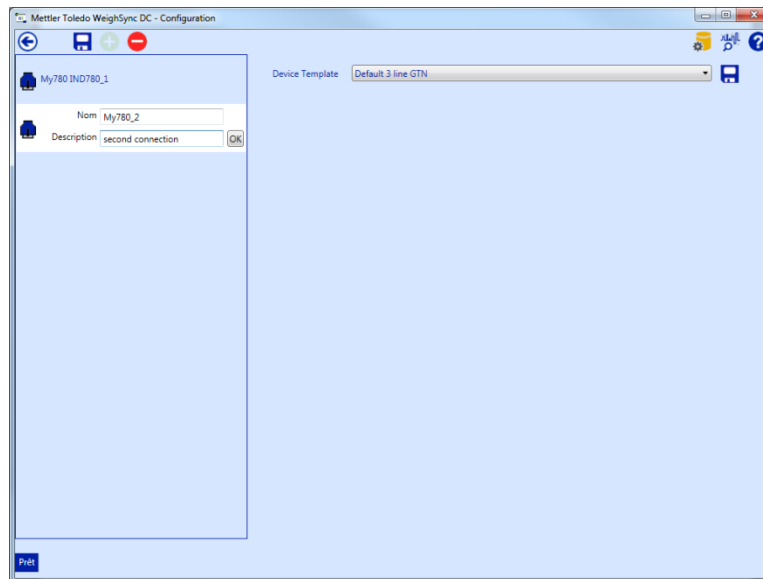 Mettler Toledo WeighSync DC - Configuration
My780 IND780_1
Nom My780_2
Description second connection OK
Device Template Default 3 line GTN
Prêt